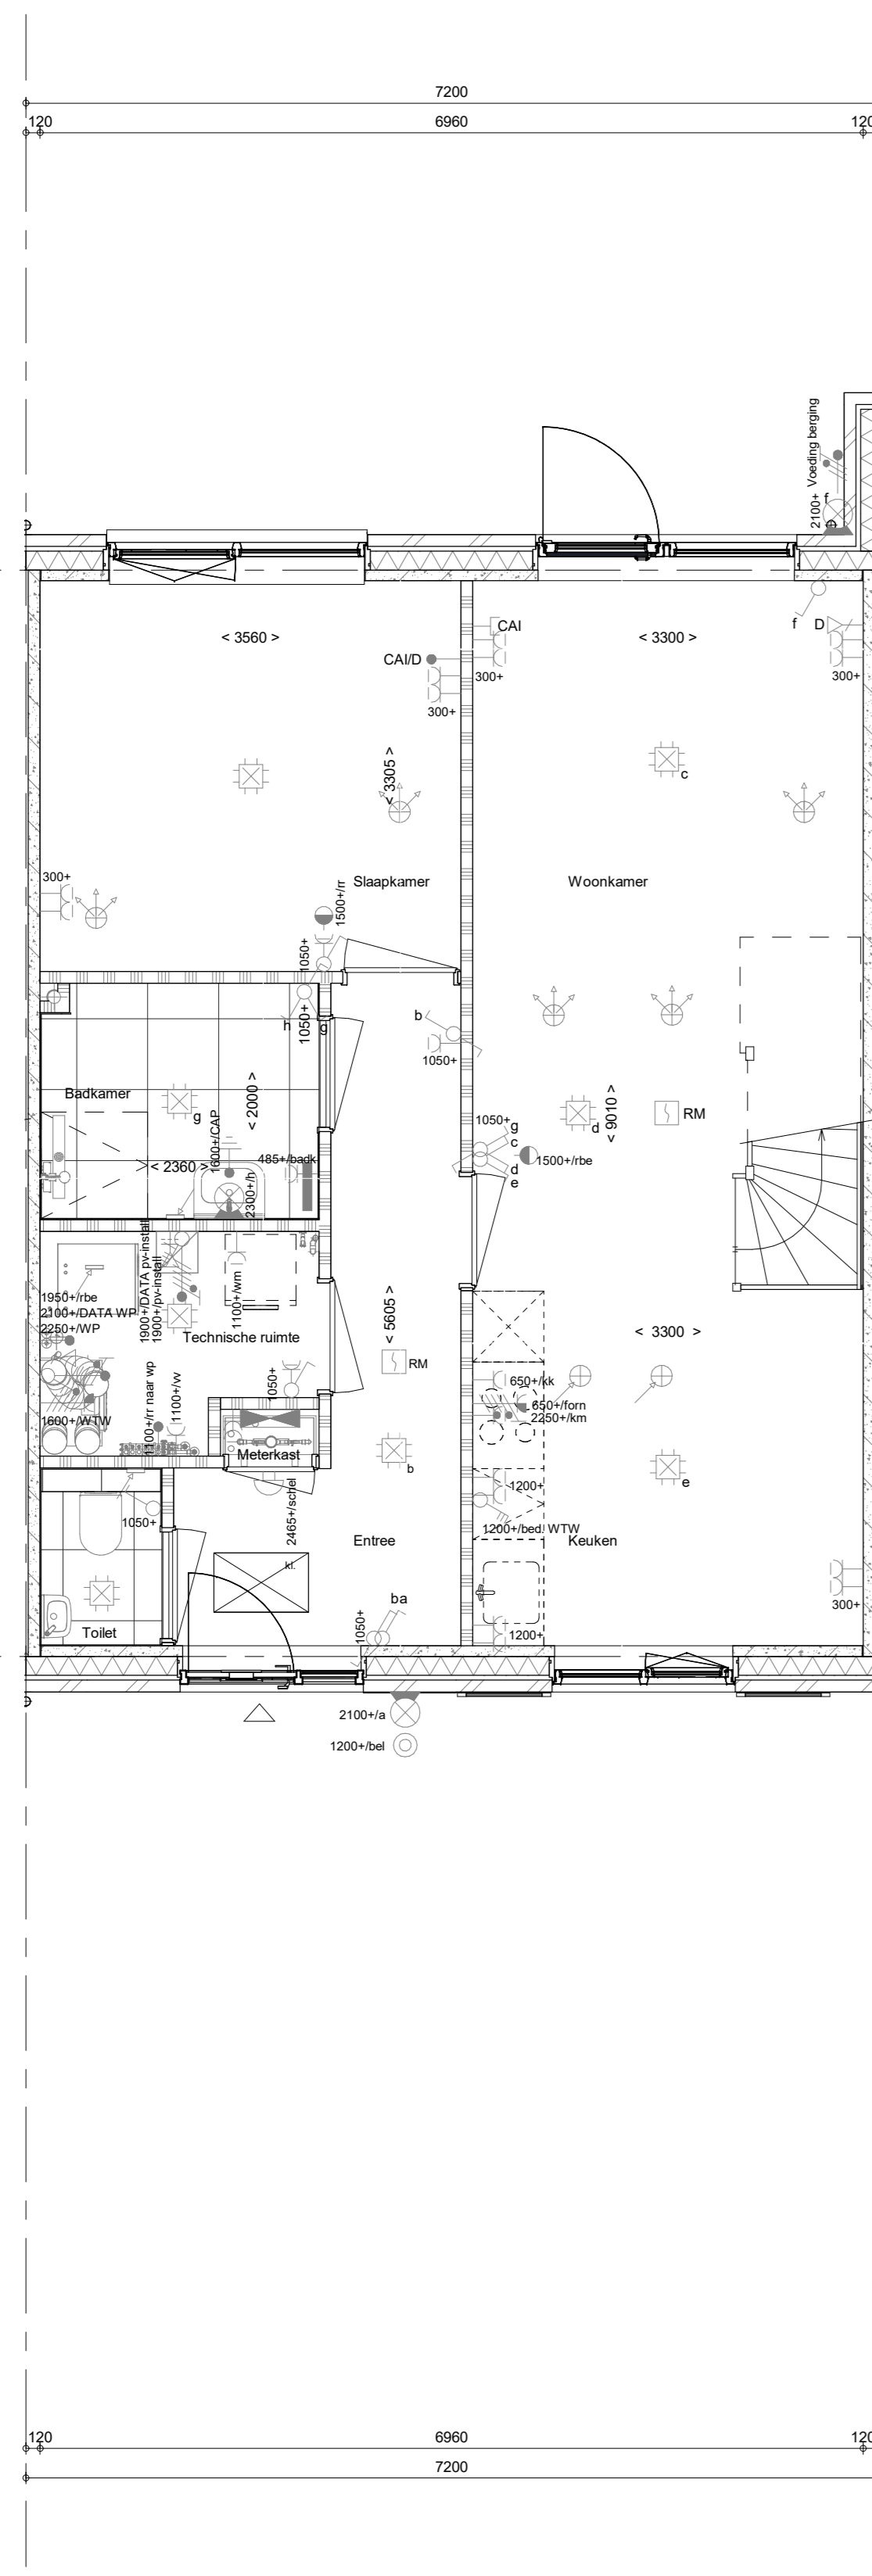 7200
120
6960
120
2100+ Voeding berging
f
f
D
< 3560 >
CAI
< 3300 >
CAI/D
300+
300+
300+
< 3305 >
c
300+
Slaapkamer
Woonkamer
1500+/rr
1050+
1050+
h
g
b
1050+
Badkamer
g
< 2000 >
1600+/CAP
< 2360 >
485+/badk
2300+/h
1050+
g
c
d
e
1500+/rbe
d
< 9010 >
RM
1950+/rbe
2100+/DATA WP
2250+/WP
1900+/DATA pv-install
1900+/pv-install
1100+/wm
Technische ruimte
< 5605 >
RM
< 3300 >
1600+/WTW
1100+/rr naar wp
1100+/vv
1050+
650+/kk
650+/forn
2250+/km
Meterkast
b
e
1050+
2465+/schel
1200+
1200+/bed. WTW
Entree
Keuken
kl.
Toilet
1050+
ba
1200+
300+
2100+/a
1200+/bel
120
6960
120
7200